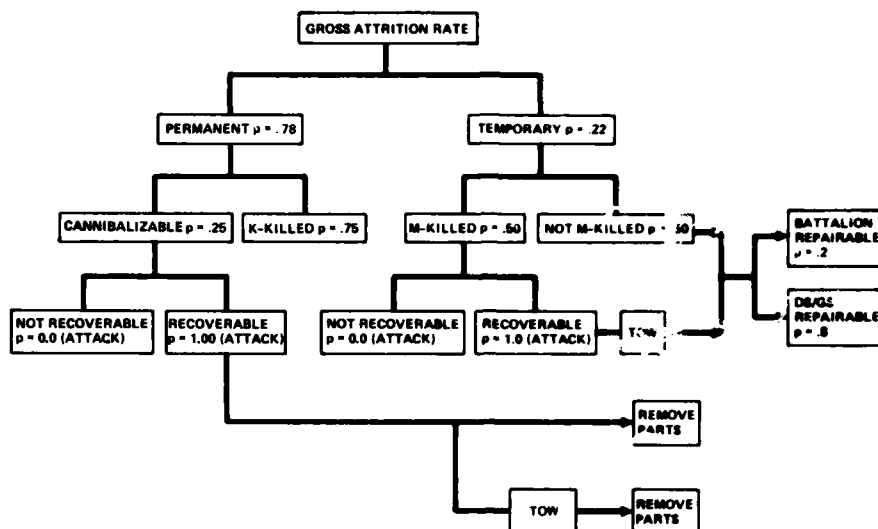 GROSS ATTRITION RATE
PERMANENT p = .78
TEMPORARY p = .22
CANNIBALIZABLE p = .25
K-KILLED p = .75
M-KILLED p = .50
NOT M-KILLED p = .50
BATTALION
REPAIRABLE
p = .2
NOT RECOVERABLE
p = 0.0 (ATTACK)
RECOVERABLE
p = 1.00 (ATTACK)
NOT RECOVERABLE
p = 0.0 (ATTACK)
RECOVERABLE
p = 1.0 (ATTACK)
TOW
DS/GS
REPAIRABLE
p = .8
REMOVE
PARTS
TOW
REMOVE
PARTS